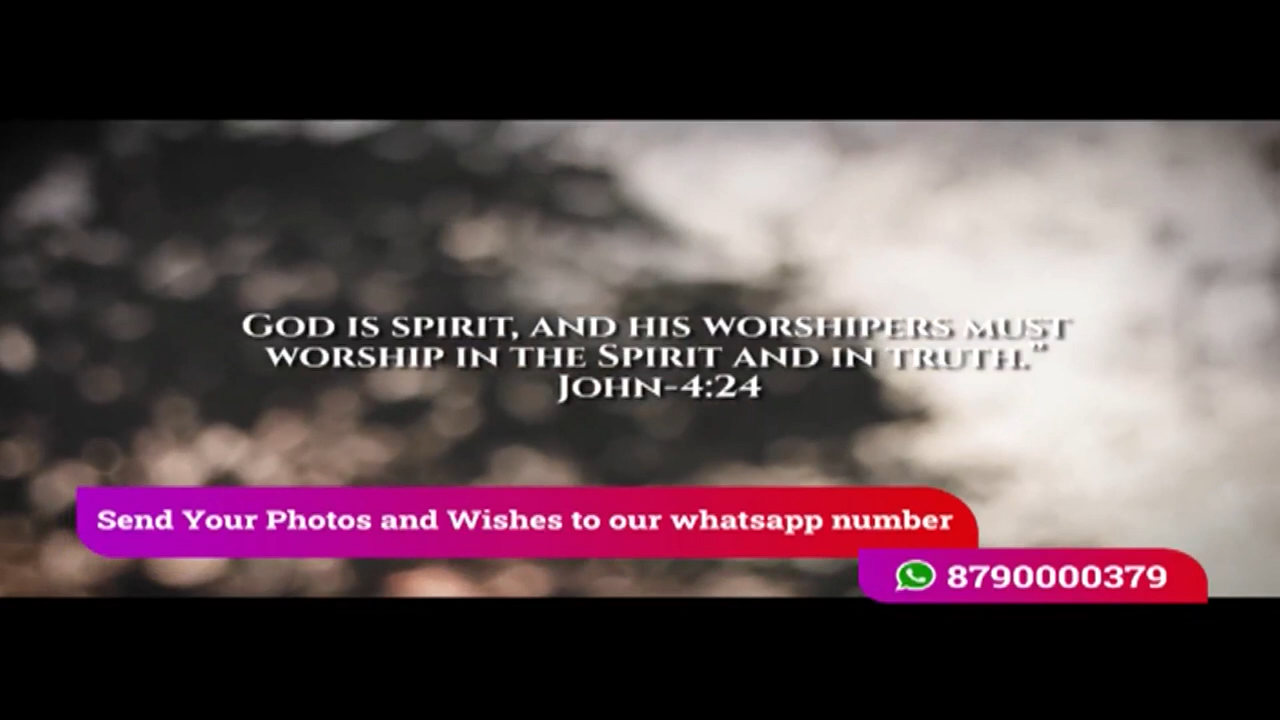 God is spirit, and his worshipers must
worship in the Spirit and in truth."
John-4:24
Send Your Photos and Wishes to our whatsapp number
8790000379